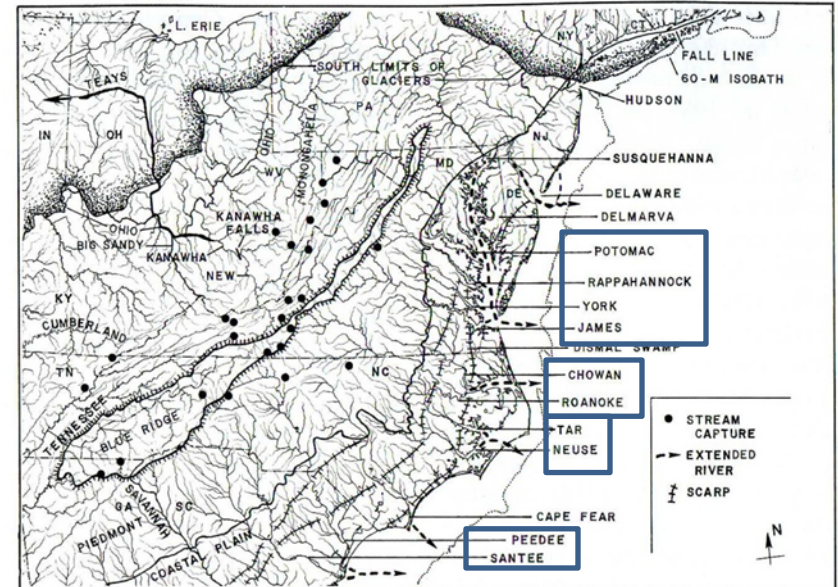 L. ERIE
NY
CT
FALL LINE
60-M ISOBATH
SOUTH LIMITS OF
GLACIERS
TEAYS
HUDSON
PA
IN
OH
OHIO
MONONGAHELA
NJ
WV
MD
SUSQUEHANNA
DE
DELAWARE
DELMARVA
KANAWHA
FALLS
OHIO
BIG SANDY
KANAWHA
NEW
POTOMAC
RAPPAHANNOCK
YORK
JAMES
KY
CUMBERLAND
DISMAL SWAMP
TN
NC
CHOWAN
ROANOKE
TENNESSEE
BLUE RIDGE
TAR
NEUSE
STREAM
CAPTURE
EXTENDED
RIVER
SCARP
GA
SAVANNAH
SC
PIEDMONT
COASTAL PLAIN
CAPE FEAR
PEEDEE
SANTEE
N